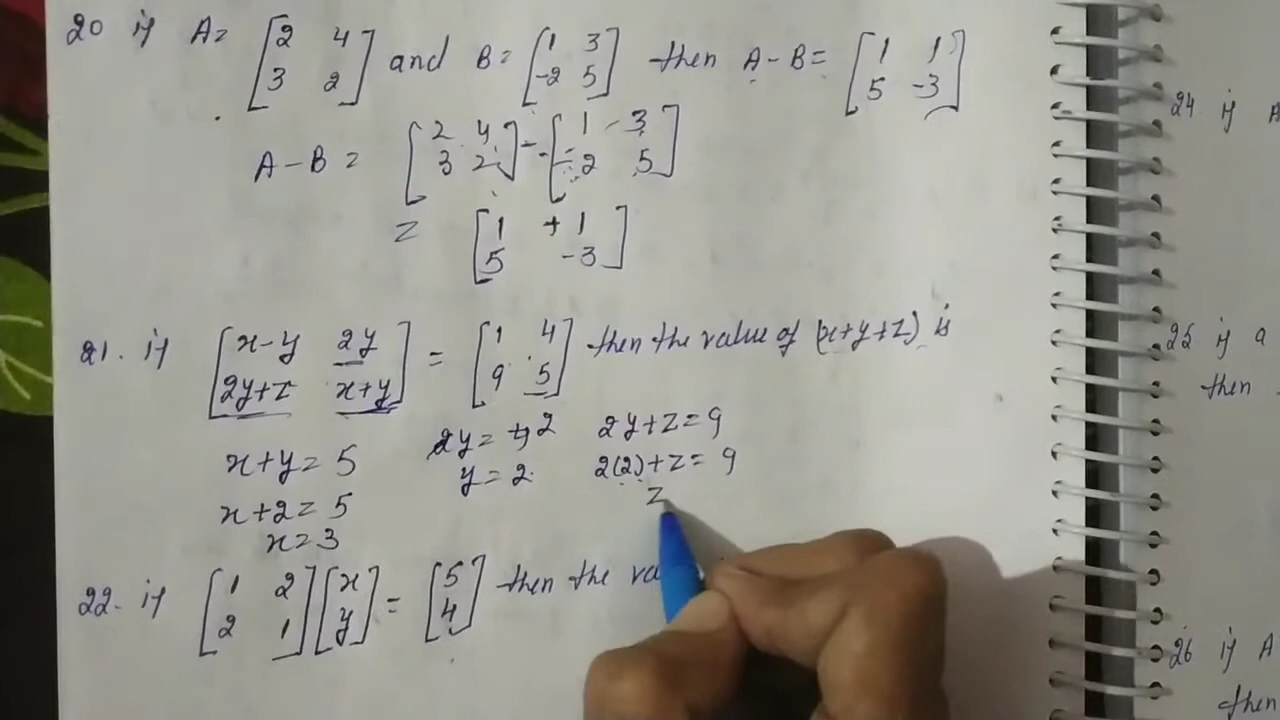 20 if A= [2 4 and B= [1 3 then A-B= [1 1
3 2] -2 5] 5 -3]
A-B= [2 4 - [1 3
3 2] -2 5]
= [1 +1
5 -3]
21. if [x-y 2y = [1 4 then the value of (x+y+z) is
2y+z x+y] 9 5]
x+y=5 2y=42 2y+z=9
x+2=5 y=2 2(2)+z=9
x=3 z
22. if [1 2 [x = [5 then the
2 1] y] 4]
24 if
25 if a
then
26 if A
then